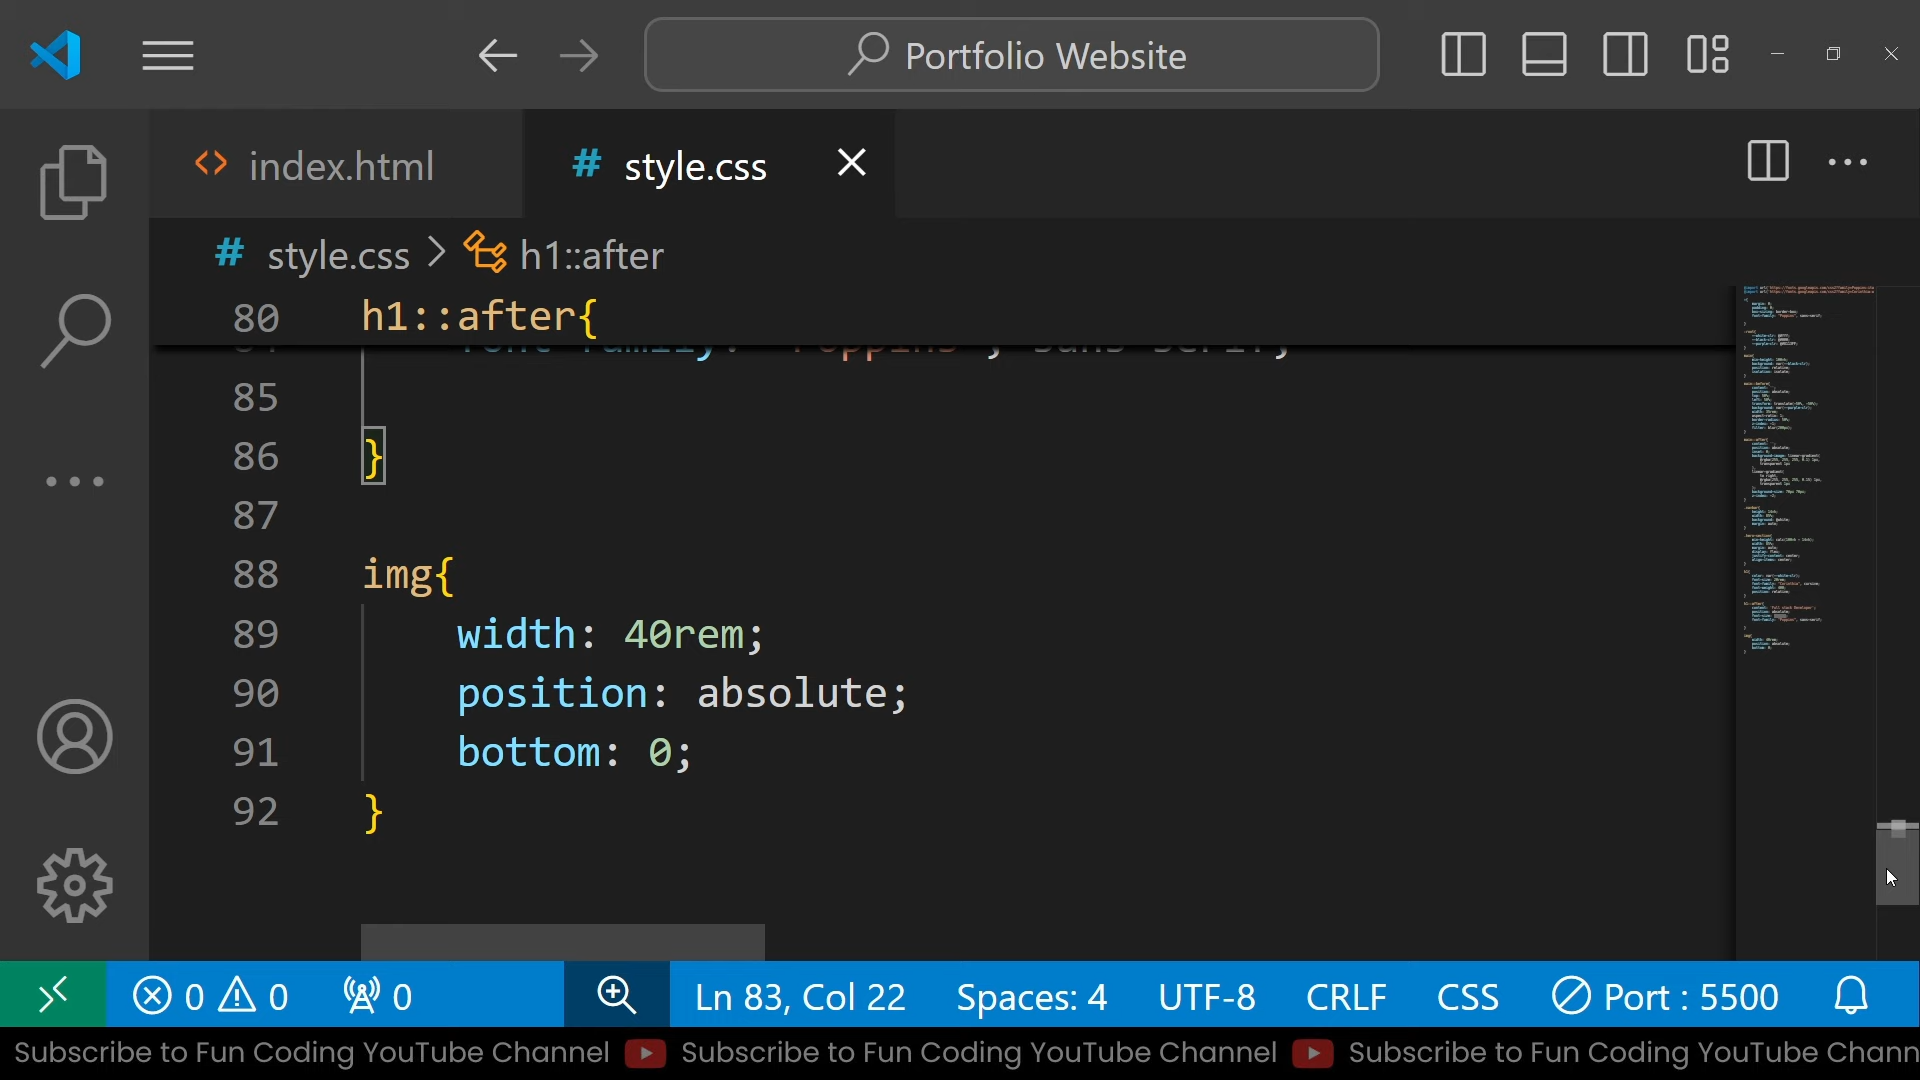 Portfolio Website
index.html
# style.css
# style.css > h1::after
80 h1::after{
85
86 }
87
88 img{
89 width: 40rem;
90 position: absolute;
91 bottom: 0;
92 }
0 0 0 Ln 83, Col 22 Spaces: 4 UTF-8 CRLF CSS Port : 5500
Subscribe to Fun Coding YouTube Channel Subscribe to Fun Coding YouTube Channel Subscribe to Fun Coding YouTube Chann